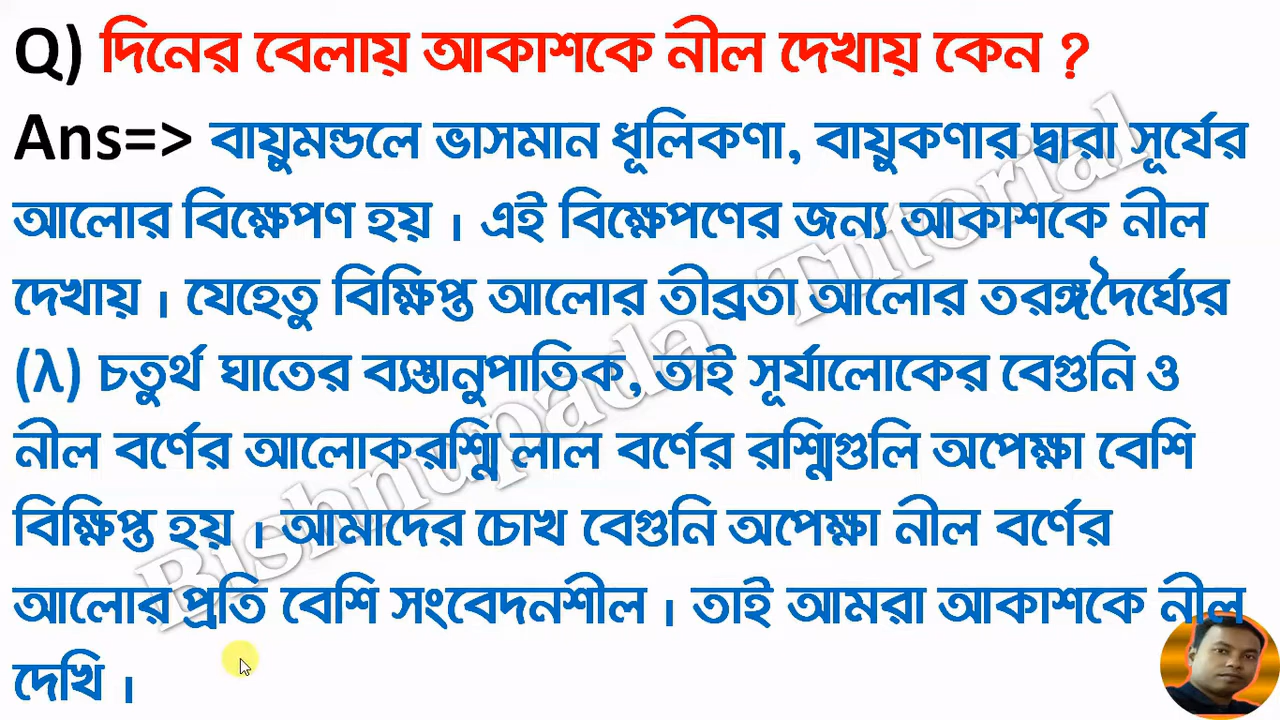 Q) দিনের বেলায় আকাশকে নীল দেখায় কেন ?
Ans=> বায়ুমন্ডলে ভাসমান ধূলিকণা, বায়ুকণার দ্বারা সূর্যের
আলোর বিক্ষেপণ হয় । এই বিক্ষেপণের জন্য আকাশকে নীল
দেখায় । যেহেতু বিক্ষিপ্ত আলোর তীব্রতা আলোর তরঙ্গদৈর্ঘ্যের
(λ) চতুর্থ ঘাতের ব্যস্তানুপাতিক, তাই সূর্যালোকের বেগুনি ও
নীল বর্ণের আলোকরশ্মি লাল বর্ণের রশ্মিগুলি অপেক্ষা বেশি
বিক্ষিপ্ত হয় । আমাদের চোখ বেগুনি অপেক্ষা নীল বর্ণের
আলোর প্রতি বেশি সংবেদনশীল । তাই আমরা আকাশকে নীল
দেখি ।
Bishnupada Tutorial